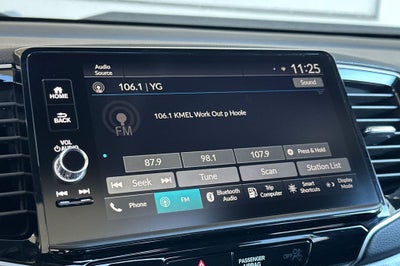 Audio
Source
11:25
106.1 | YG
Sound
HOME
BACK
VOL
AUDIO
FM
106.1 KMEL Work Out p Hoole
87.9
98.1
107.9
Press & Hold
Seek
Tune
Scan
Station List
Phone
FM
Bluetooth
Audio
Trip
Computer
Smart
Shortcuts
Display
Mode
PASSENGER
AIRBAG
OFF